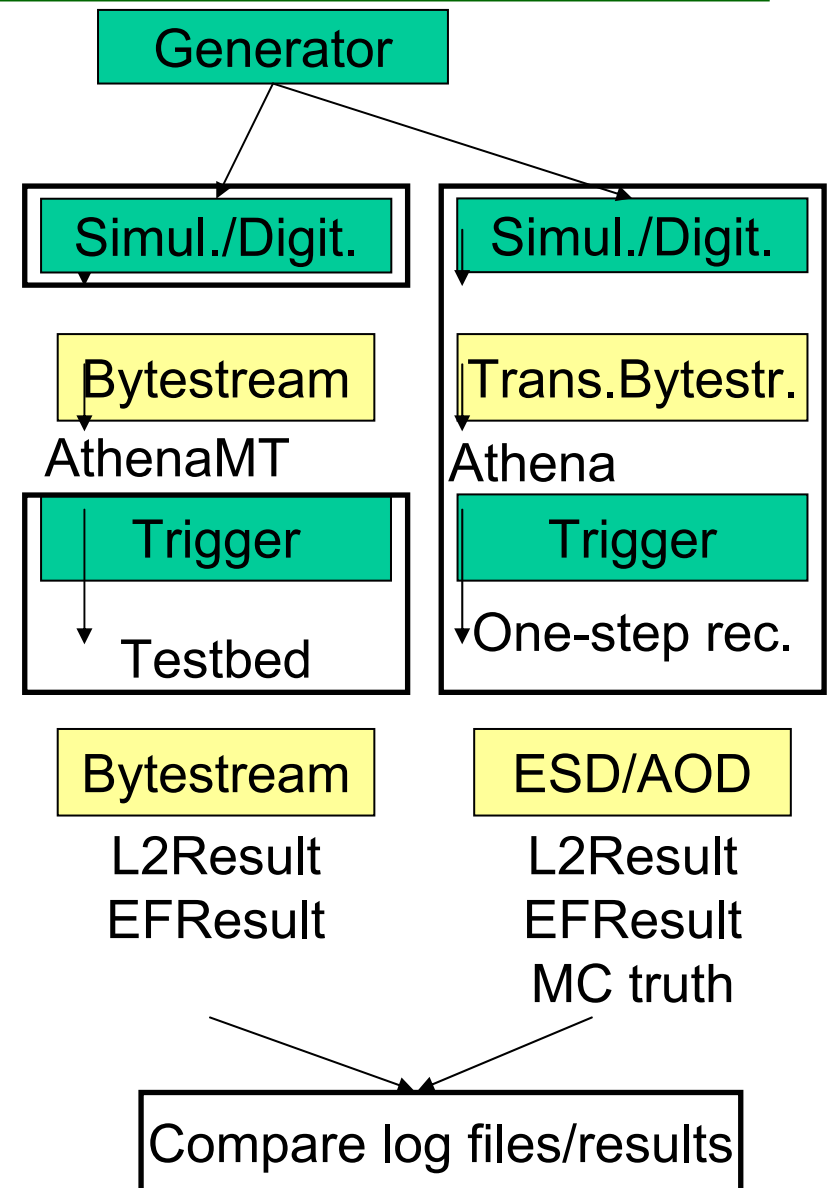 Generator
Simul./Digit.
Simul./Digit.
Bytestream
Trans.Bytestr.
AthenaMT
Athena
Trigger
Trigger
Testbed
One-step rec.
Bytestream
ESD/AOD
L2Result
L2Result
EFResult
EFResult
MC truth
Compare log files/results